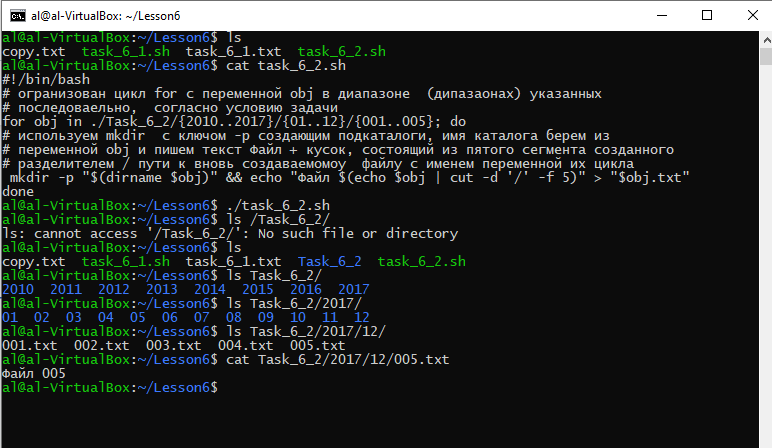 al@al-VirtualBox: ~/Lesson6
al@al-VirtualBox:~/Lesson6$ ls
copy.txt  task_6_1.sh  task_6_1.txt  task_6_2.sh
al@al-VirtualBox:~/Lesson6$ cat task_6_2.sh
#!/bin/bash
# огранизован цикл for с переменной obj в диапазоне  (дипазаонах) указанных
# последоваельно,  согласно условию задачи
for obj in ./Task_6_2/{2010..2017}/{01..12}/{001..005}; do
# используем mkdir  с ключом -p создающим подкаталоги, имя каталога берем из
# переменной obj и пишем текст Файл + кусок, состоящий из пятого сегмента созданного
# разделителем / пути к вновь создаваемомоу  файлу с именем переменной их цикла
 mkdir -p "$(dirname $obj)" && echo "Файл $(echo $obj | cut -d '/' -f 5)" > "$obj.txt"
done
al@al-VirtualBox:~/Lesson6$ ./task_6_2.sh
al@al-VirtualBox:~/Lesson6$ ls /Task_6_2/
ls: cannot access '/Task_6_2/': No such file or directory
al@al-VirtualBox:~/Lesson6$ ls
copy.txt  task_6_1.sh  task_6_1.txt  Task_6_2  task_6_2.sh
al@al-VirtualBox:~/Lesson6$ ls Task_6_2/
2010  2011  2012  2013  2014  2015  2016  2017
al@al-VirtualBox:~/Lesson6$ ls Task_6_2/2017/
01  02  03  04  05  06  07  08  09  10  11  12
al@al-VirtualBox:~/Lesson6$ ls Task_6_2/2017/12/
001.txt  002.txt  003.txt  004.txt  005.txt
al@al-VirtualBox:~/Lesson6$ cat Task_6_2/2017/12/005.txt
Файл 005
al@al-VirtualBox:~/Lesson6$